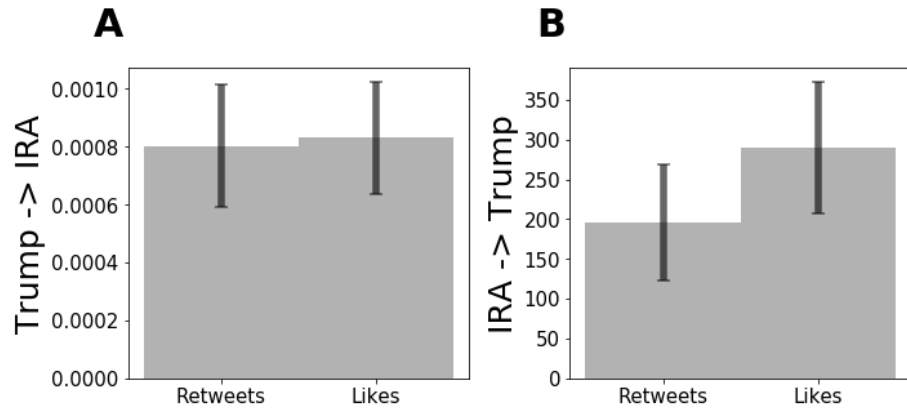 A
Trump -> IRA
0.0010
0.0008
0.0006
0.0004
0.0002
0.0000
Retweets Likes
B
IRA -> Trump
350
300
250
200
150
100
50
0
Retweets Likes